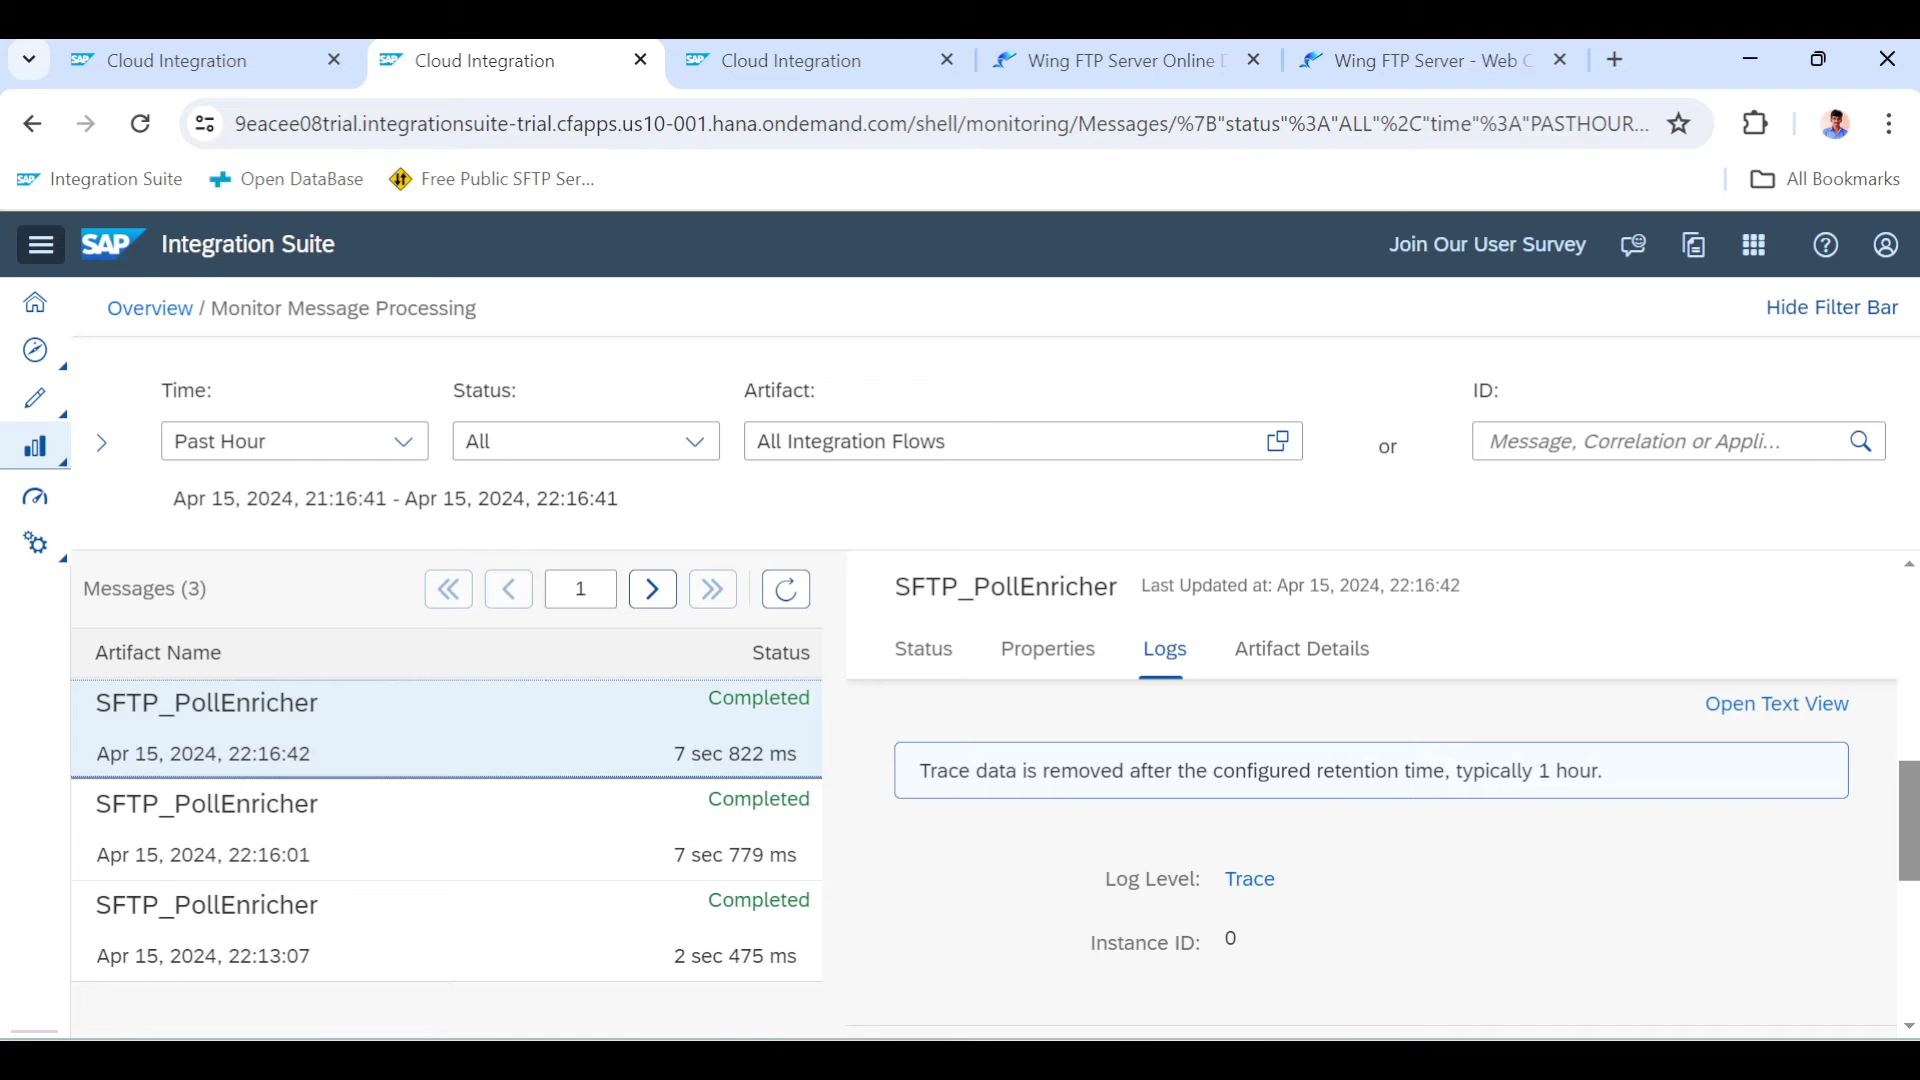 Cloud Integration
Cloud Integration
Cloud Integration
Wing FTP Server Online
Wing FTP Server - Web C
9eacee08trial.integrationsuite-trial.cfapps.us10-001.hana.ondemand.com/shell/monitoring/Messages/%7B"status"%3A"ALL"%2C"time"%3A"PASTHOUR...
Integration Suite
Open DataBase
Free Public SFTP Ser...
All Bookmarks
SAP Integration Suite
Join Our User Survey
Overview / Monitor Message Processing
Hide Filter Bar
Time:
Status:
Artifact:
ID:
Past Hour
All
All Integration Flows
or
Message, Correlation or Appli...
Apr 15, 2024, 21:16:41 - Apr 15, 2024, 22:16:41
Messages (3)
1
SFTP_PollEnricher
Last Updated at: Apr 15, 2024, 22:16:42
Status
Properties
Logs
Artifact Details
Artifact Name
Status
SFTP_PollEnricher
Completed
Apr 15, 2024, 22:16:42
7 sec 822 ms
SFTP_PollEnricher
Completed
Apr 15, 2024, 22:16:01
7 sec 779 ms
SFTP_PollEnricher
Completed
Apr 15, 2024, 22:13:07
2 sec 475 ms
Open Text View
Trace data is removed after the configured retention time, typically 1 hour.
Log Level:
Trace
Instance ID:
0